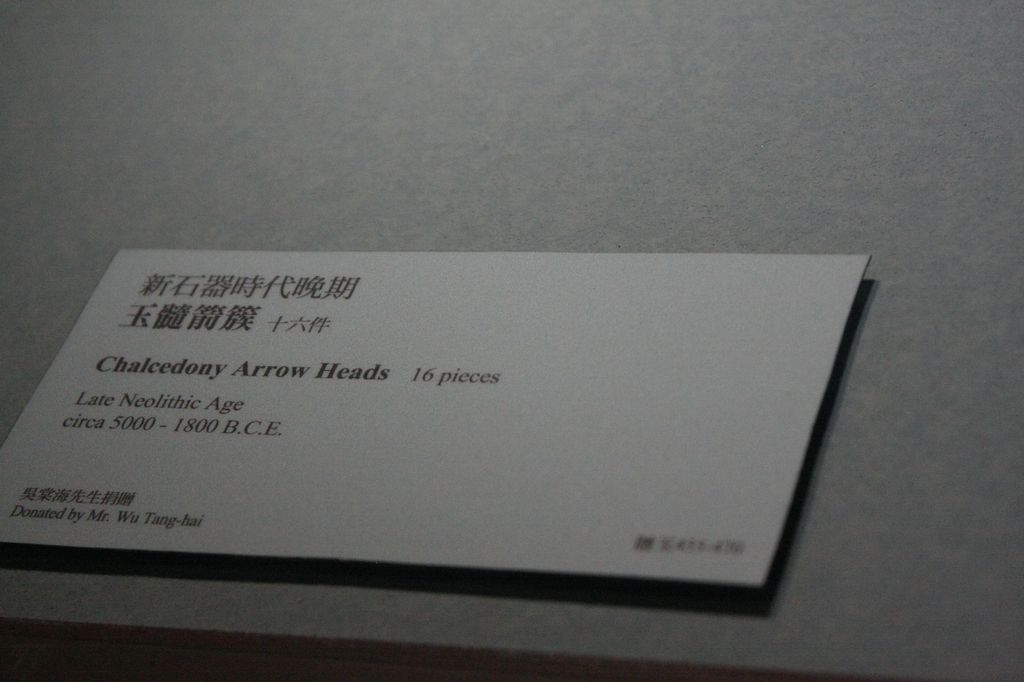 新石器時代晚期
玉髓箭簇 十六件
Chalcedony Arrow Heads 16 pieces
Late Neolithic Age
circa 5000 - 1800 B.C.E.
吳棠海先生捐贈
Donated by Mr. Wu Tang-hai